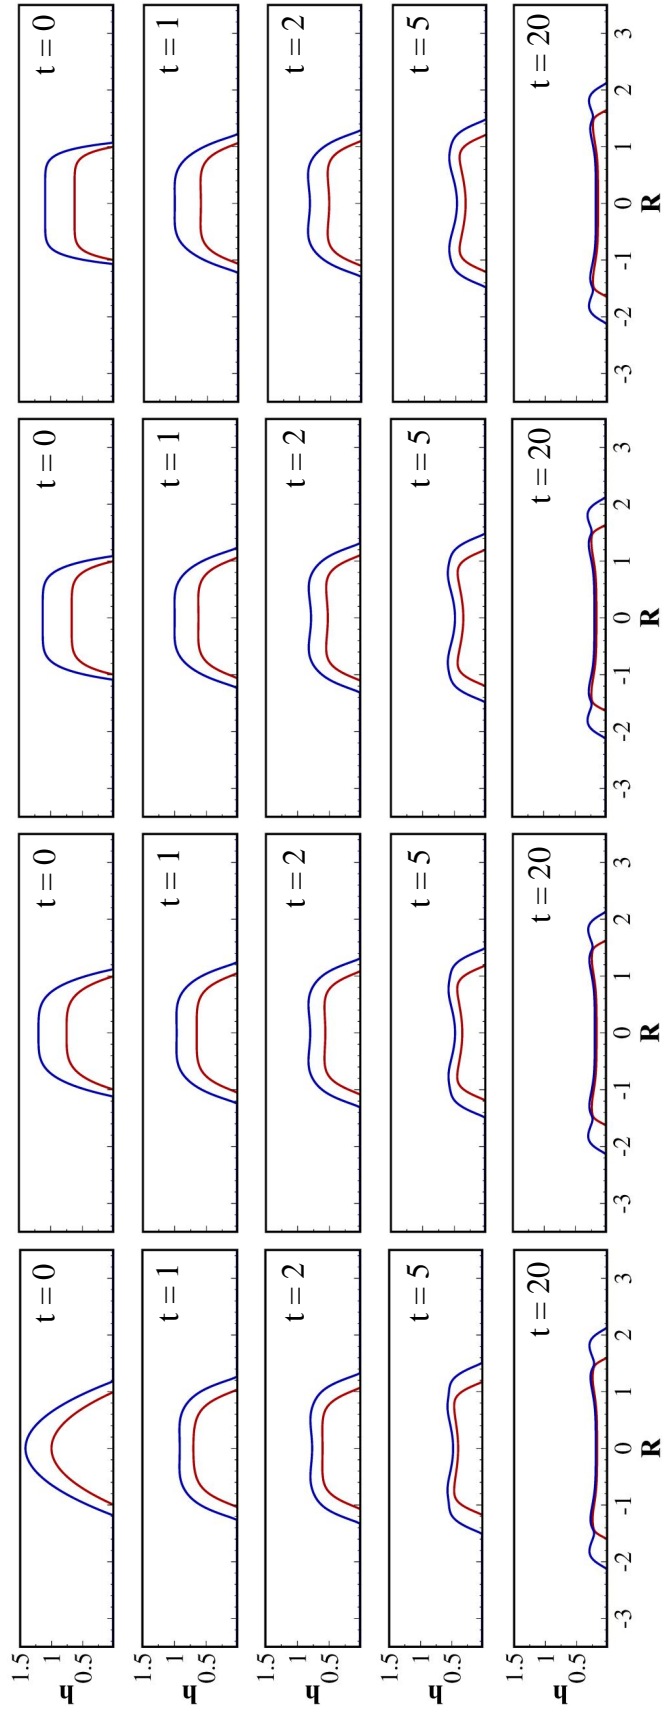 h 1.5 1 0.5 t = 0 t = 0 t = 0 t = 0
h 1.5 1 0.5 t = 1 t = 1 t = 1 t = 1
h 1.5 1 0.5 t = 2 t = 2 t = 2 t = 2
h 1.5 1 0.5 t = 5 t = 5 t = 5 t = 5
h 1.5 1 0.5 t = 20 t = 20 t = 20 t = 20
-3 -2 -1 0 1 2 3 -3 -2 -1 0 1 2 3 -3 -2 -1 0 1 2 3 -3 -2 -1 0 1 2 3
R R R R